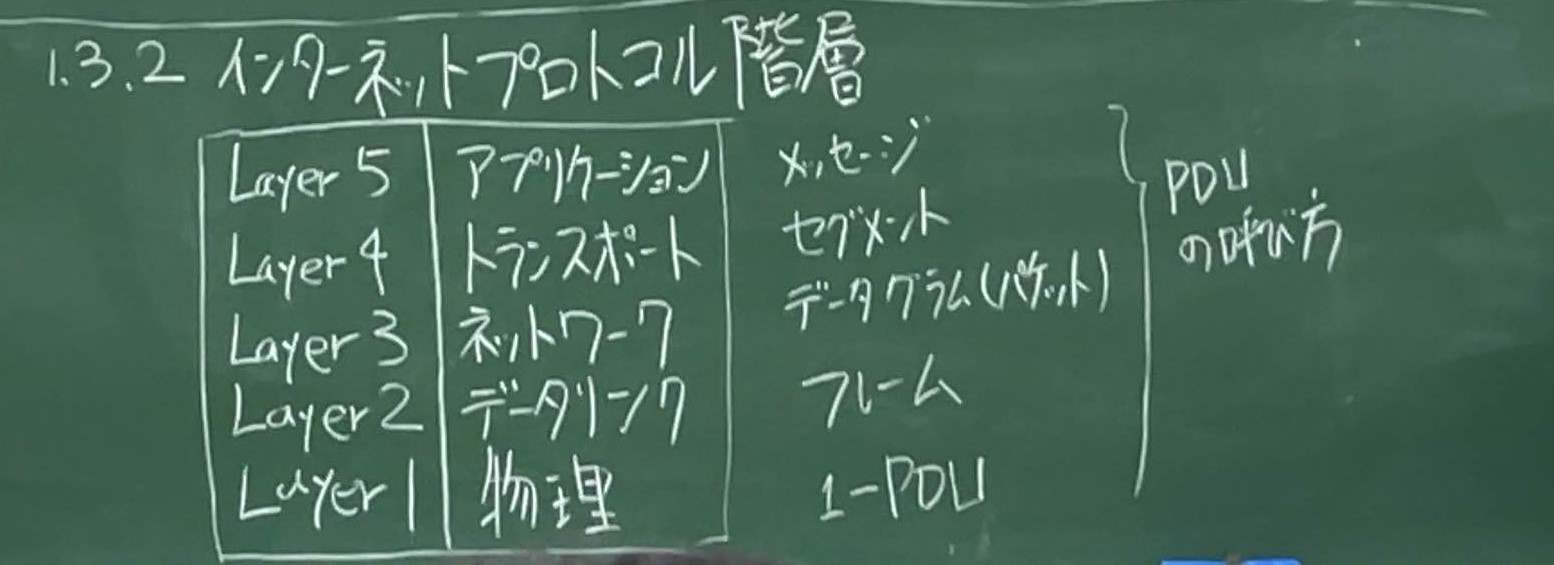 1.3.2 インターネットプロトコル階層
Layer 5 アプリケーション メッセージ
Layer 4 トランスポート セグメント
Layer 3 ネットワーク データグラム(パケット)
Layer 2 データリンク フレーム
Layer 1 物理 1-PDU
PDU
の呼び方